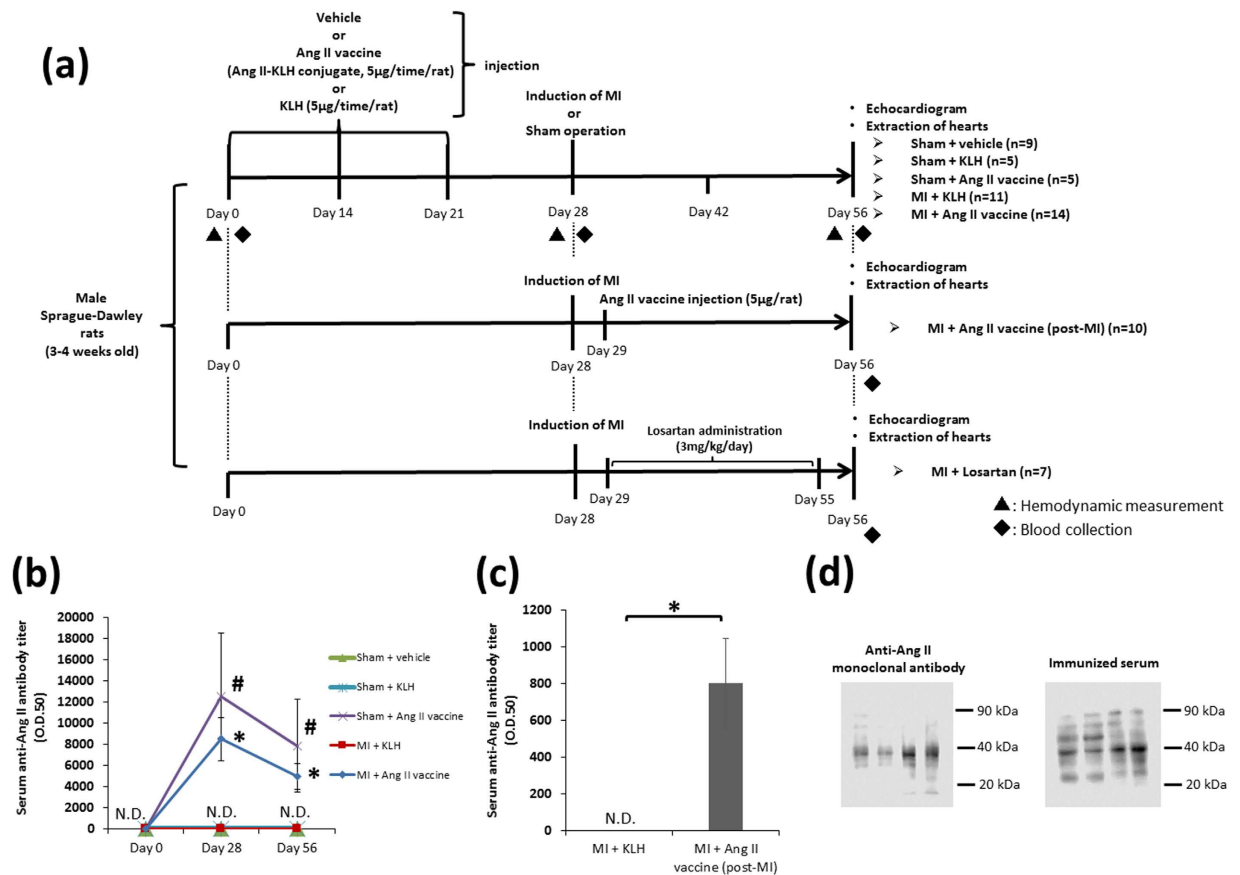 (a)
Vehicle
or
Ang II vaccine
(Ang II-KLH conjugate, 5μg/time/rat)
or
KLH (5μg/time/rat)
injection
Induction of MI
or
Sham operation
• Echocardiogram
• Extraction of hearts
➢ Sham + vehicle (n=9)
➢ Sham + KLH (n=5)
➢ Sham + Ang II vaccine (n=5)
➢ MI + KLH (n=11)
➢ MI + Ang II vaccine (n=14)
Day 0 Day 14 Day 21 Day 28 Day 42 Day 56
Male
Sprague-Dawley
rats
(3-4 weeks old)
Induction of MI
Ang II vaccine injection (5μg/rat)
• Echocardiogram
• Extraction of hearts
➢ MI + Ang II vaccine (post-MI) (n=10)
Day 0 Day 28 Day 29 Day 56
Induction of MI
Losartan administration
(3mg/kg/day)
• Echocardiogram
• Extraction of hearts
➢ MI + Losartan (n=7)
Day 0 Day 28 Day 29 Day 55 Day 56
▲: Hemodynamic measurement
◆: Blood collection
(b)
Serum anti-Ang II antibody titer
(O.D.50)
20000
18000
16000
14000
12000
10000
8000
6000
4000
2000
0
N.D. N.D. N.D.
# #
* *
Day 0 Day 28 Day 56
Sham + vehicle
Sham + KLH
Sham + Ang II vaccine
MI + KLH
MI + Ang II vaccine
(c)
Serum anti-Ang II antibody titer
(O.D.50)
1200
1000
800
600
400
200
0
*
N.D.
MI + KLH
MI + Ang II
vaccine (post-MI)
(d)
Anti-Ang II
monoclonal antibody
90 kDa
40 kDa
20 kDa
Immunized serum
90 kDa
40 kDa
20 kDa